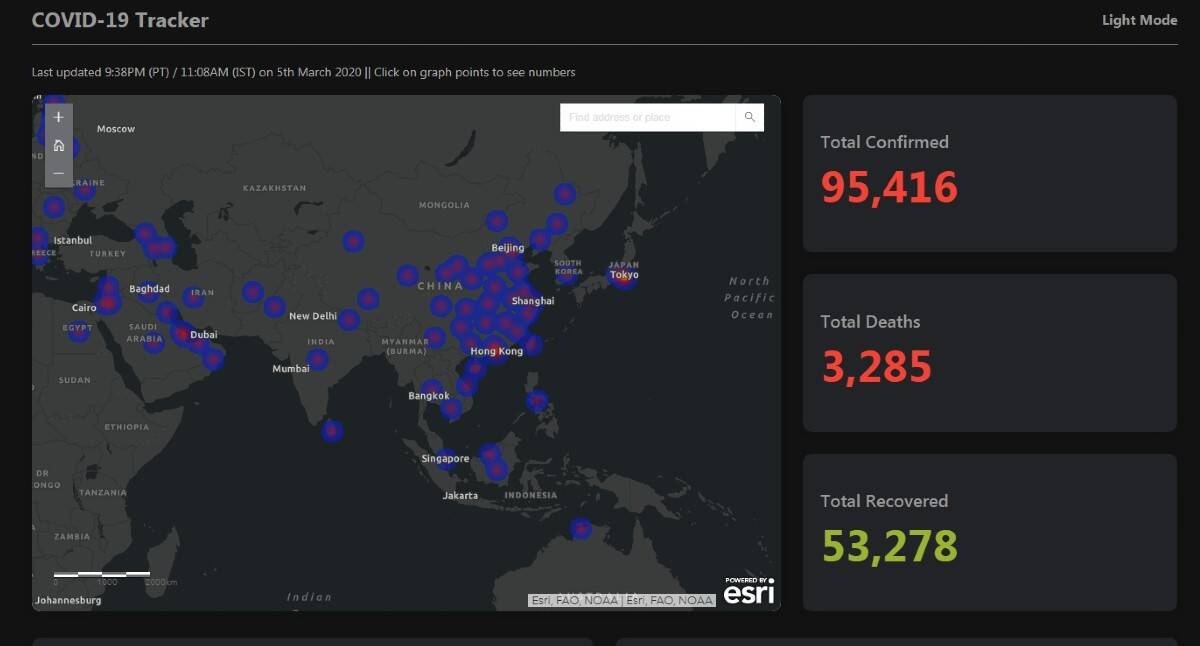 COVID-19 Tracker
Light Mode
Last updated 9:38PM (PT) / 11:08AM (IST) on 5th March 2020 || Click on graph points to see numbers
+
Find address or place
−
Moscow
KAZAKHSTAN
MONGOLIA
Istanbul
TURKEY
Beijing
SOUTH
KOREA
JAPAN
Tokyo
CHINA
North
Pacific
Ocean
Baghdad
IRAN
Cairo
Shanghai
New Delhi
EGYPT
SAUDI
ARABIA
Dubai
INDIA
MYANMAR
(BURMA)
Hong Kong
Mumbai
SUDAN
Bangkok
ETHIOPIA
Singapore
DR
ONGO
TANZANIA
Jakarta
INDONESIA
ZAMBIA
0 1000 2000km
Johannesburg
Indian
Esri, FAO, NOAA | Esri, FAO, NOAA
POWERED BY
esri
Total Confirmed
95,416
Total Deaths
3,285
Total Recovered
53,278